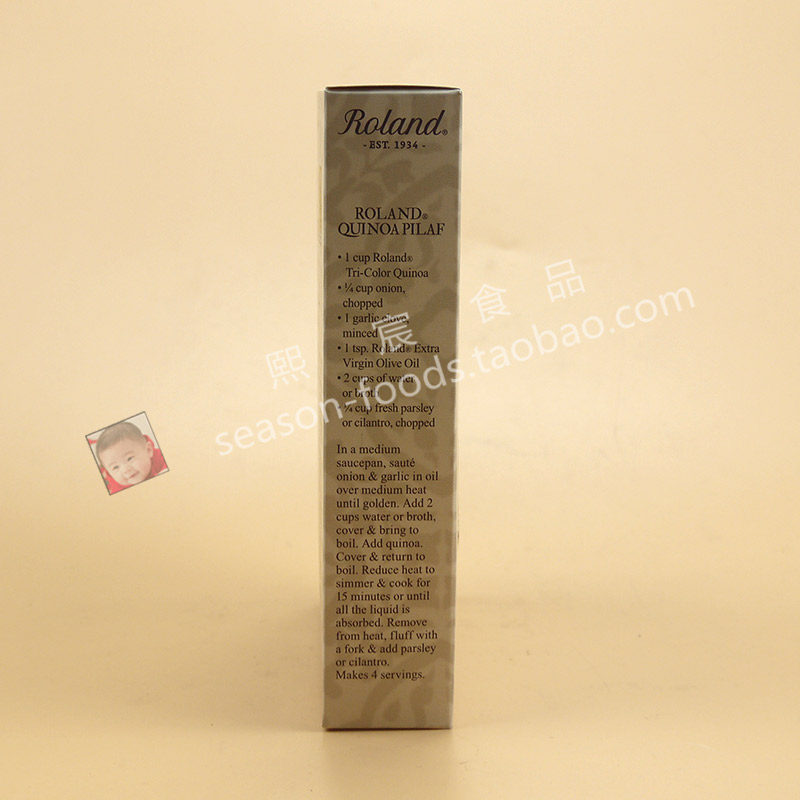 Roland®
- EST. 1934 -
ROLAND®
QUINOA PILAF
• 1 cup Roland®
Tri-Color Quinoa
• ¼ cup onion,
chopped
• 1 garlic clove,
minced
• 1 tsp. Roland® Extra
Virgin Olive Oil
• 2 cups of water
or broth
• ¼ cup fresh parsley
or cilantro, chopped
In a medium
saucepan, sauté
onion & garlic in oil
over medium heat
until golden. Add 2
cups water or broth,
cover & bring to
boil. Add quinoa.
Cover & return to
boil. Reduce heat to
simmer & cook for
15 minutes or until
all the liquid is
absorbed. Remove
from heat, fluff with
a fork & add parsley
or cilantro.
Makes 4 servings.
熙宸食品
season-foods.taobao.com